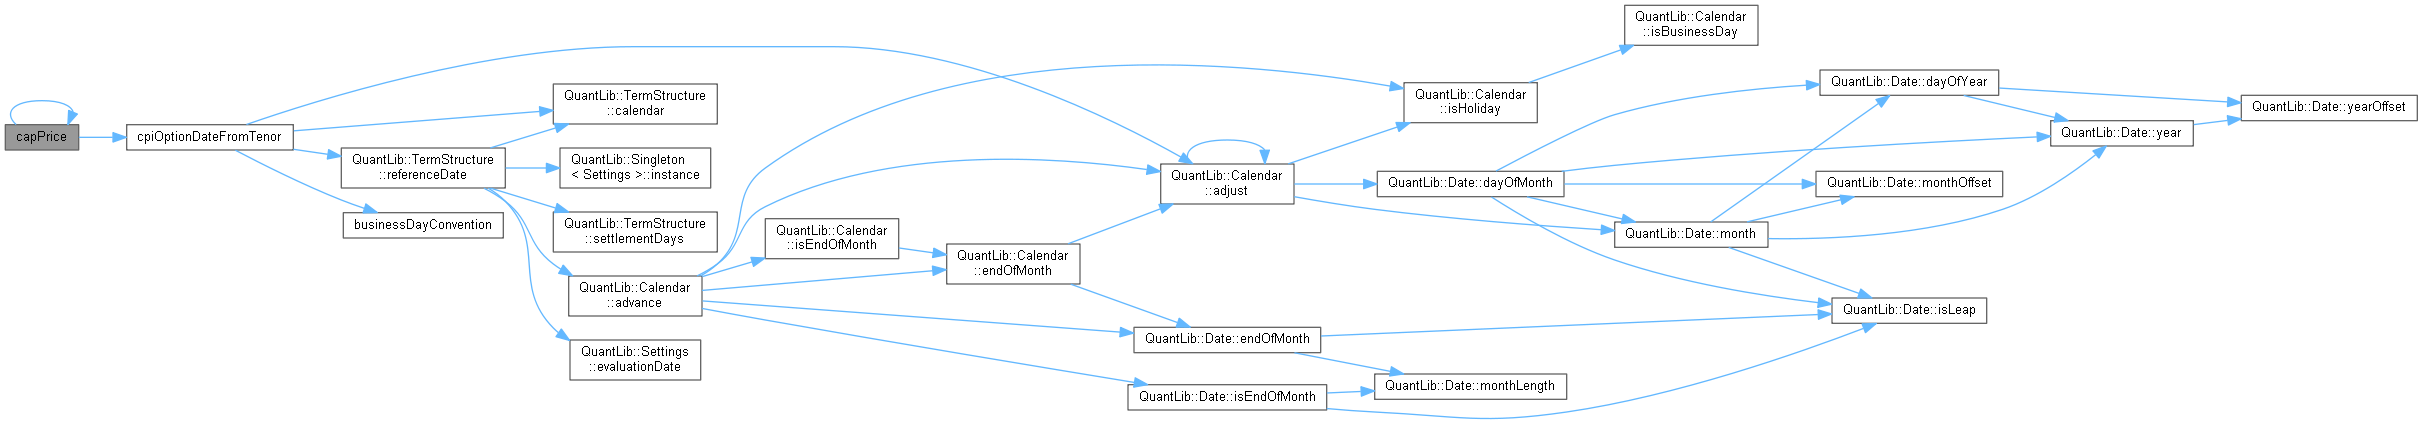 capPrice
cpiOptionDateFromTenor
QuantLib::TermStructure
::calendar
QuantLib::TermStructure
::referenceDate
QuantLib::Singleton
< Settings >::instance
businessDayConvention
QuantLib::TermStructure
::settlementDays
QuantLib::Calendar
::advance
QuantLib::Settings
::evaluationDate
QuantLib::Calendar
::isEndOfMonth
QuantLib::Calendar
::endOfMonth
QuantLib::Calendar
::adjust
QuantLib::Date::endOfMonth
QuantLib::Date::isEndOfMonth
QuantLib::Calendar
::isHoliday
QuantLib::Date::dayOfMonth
QuantLib::Date::monthLength
QuantLib::Calendar
::isBusinessDay
QuantLib::Date::month
QuantLib::Date::dayOfYear
QuantLib::Date::monthOffset
QuantLib::Date::isLeap
QuantLib::Date::year
QuantLib::Date::yearOffset